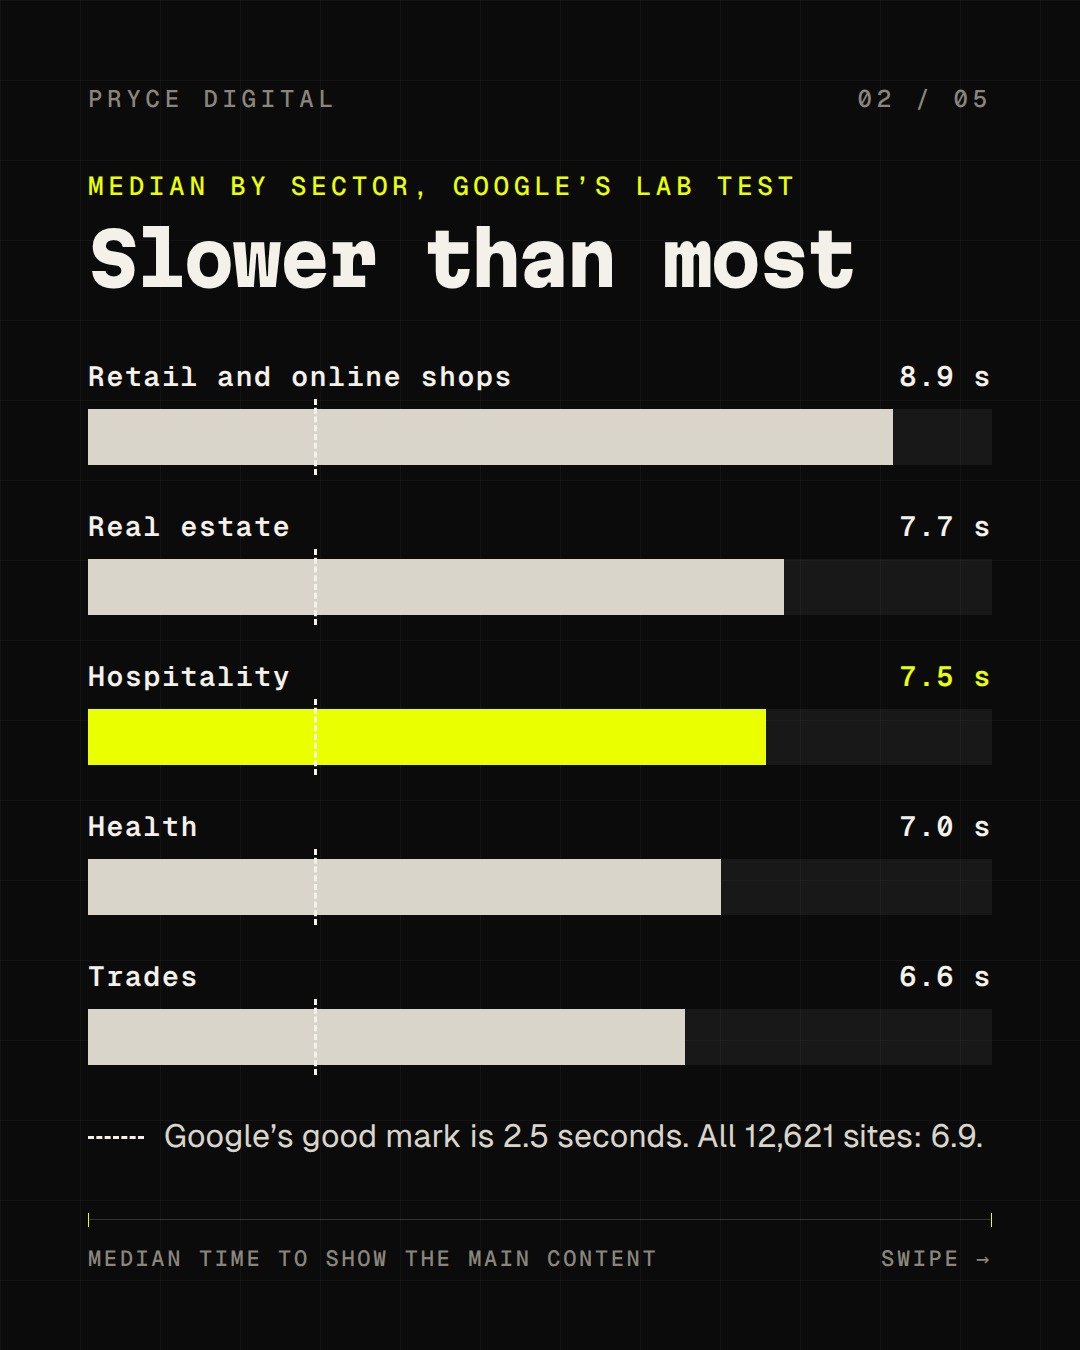 PRYCE DIGITAL
02 / 05
MEDIAN BY SECTOR, GOOGLE’S LAB TEST
Slower than most
Retail and online shops
8.9 s
Real estate
7.7 s
Hospitality
7.5 s
Health
7.0 s
Trades
6.6 s
Google’s good mark is 2.5 seconds. All 12,621 sites: 6.9.
MEDIAN TIME TO SHOW THE MAIN CONTENT
SWIPE →